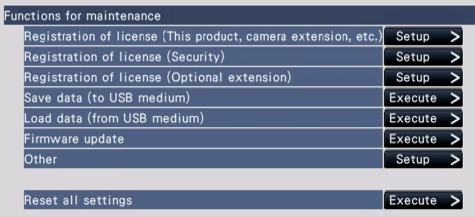 Functions for maintenance
Registration of license (This product, camera extension, etc.) Setup >
Registration of license (Security) Setup >
Registration of license (Optional extension) Setup >
Save data (to USB medium) Execute >
Load data (from USB medium) Execute >
Firmware update Execute >
Other Setup >
Reset all settings Execute >